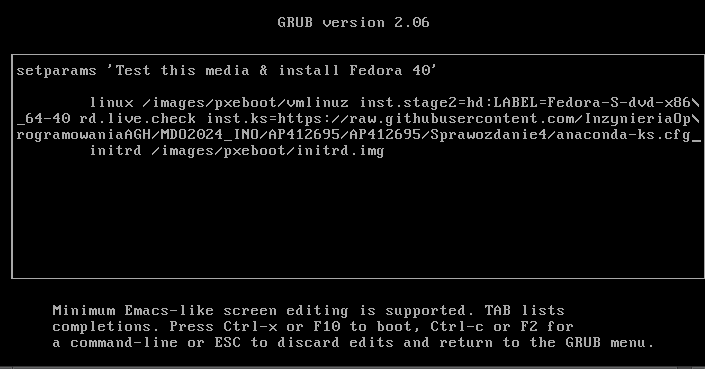 GRUB version 2.06
setparams 'Test this media & install Fedora 40'
linux /images/pxeboot/vmlinuz inst.stage2=hd:LABEL=Fedora-S-dvd-x86\
_64-40 rd.live.check inst.ks=https://raw.githubusercontent.com/InzynieriaOp\
rogramowaniaAGH/MDO2024_INO/AP412695/AP412695/Sprawozdanie4/anaconda-ks.cfg_
initrd /images/pxeboot/initrd.img
Minimum Emacs-like screen editing is supported. TAB lists
completions. Press Ctrl-x or F10 to boot, Ctrl-c or F2 for
a command-line or ESC to discard edits and return to the GRUB menu.